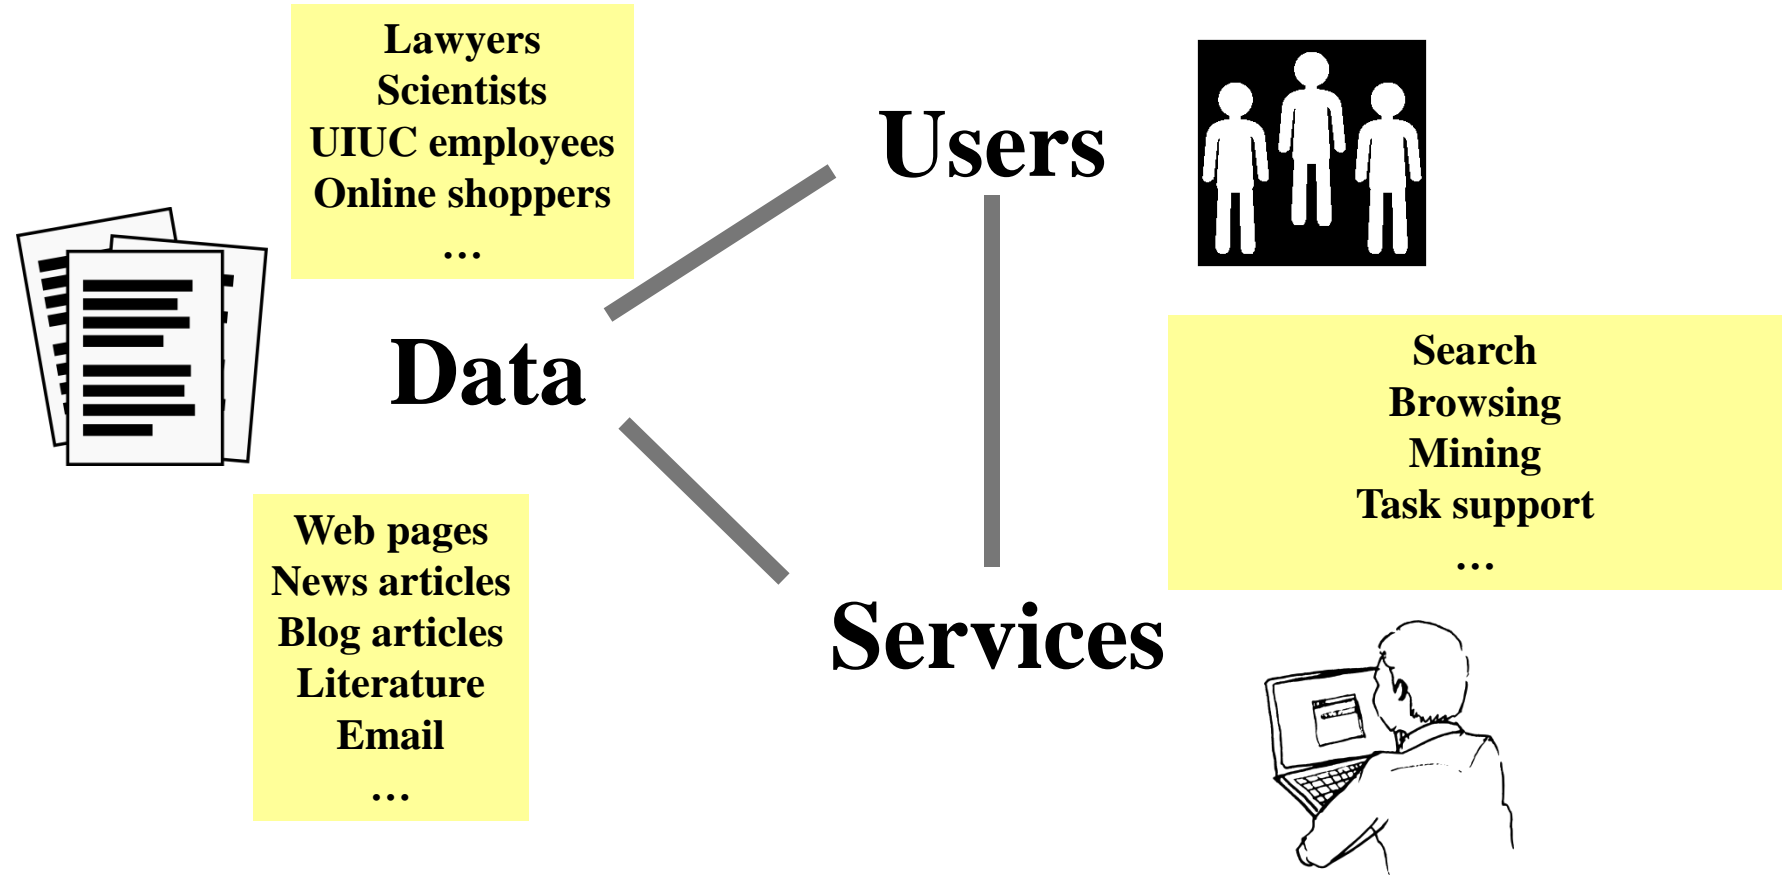 Lawyers
Scientists
UIUC employees
Online shoppers
…
Users
Data
Search
Browsing
Mining
Task support
…
Web pages
News articles
Blog articles
Literature
Email
…
Services